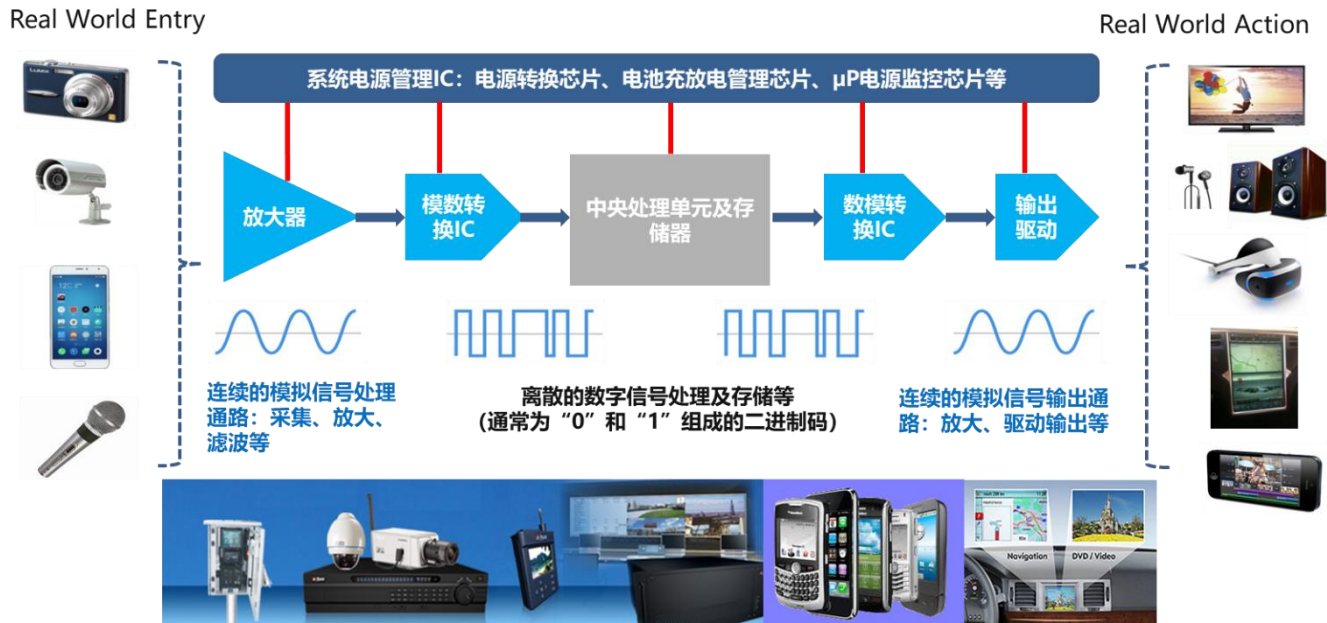 Real World Entry
Real World Action
LUMIX
系统电源管理IC：电源转换芯片、电池充放电管理芯片、μP电源监控芯片等
放大器
模数转
换IC
中央处理单元及存
储器
数模转
换IC
输出
驱动
连续的模拟信号处理
通路：采集、放大、
滤波等
离散的数字信号处理及存储等
(通常为“0”和“1”组成的二进制码)
连续的模拟信号输出通
路：放大、驱动输出等
BlackBerry
Navigation
DVD / Video